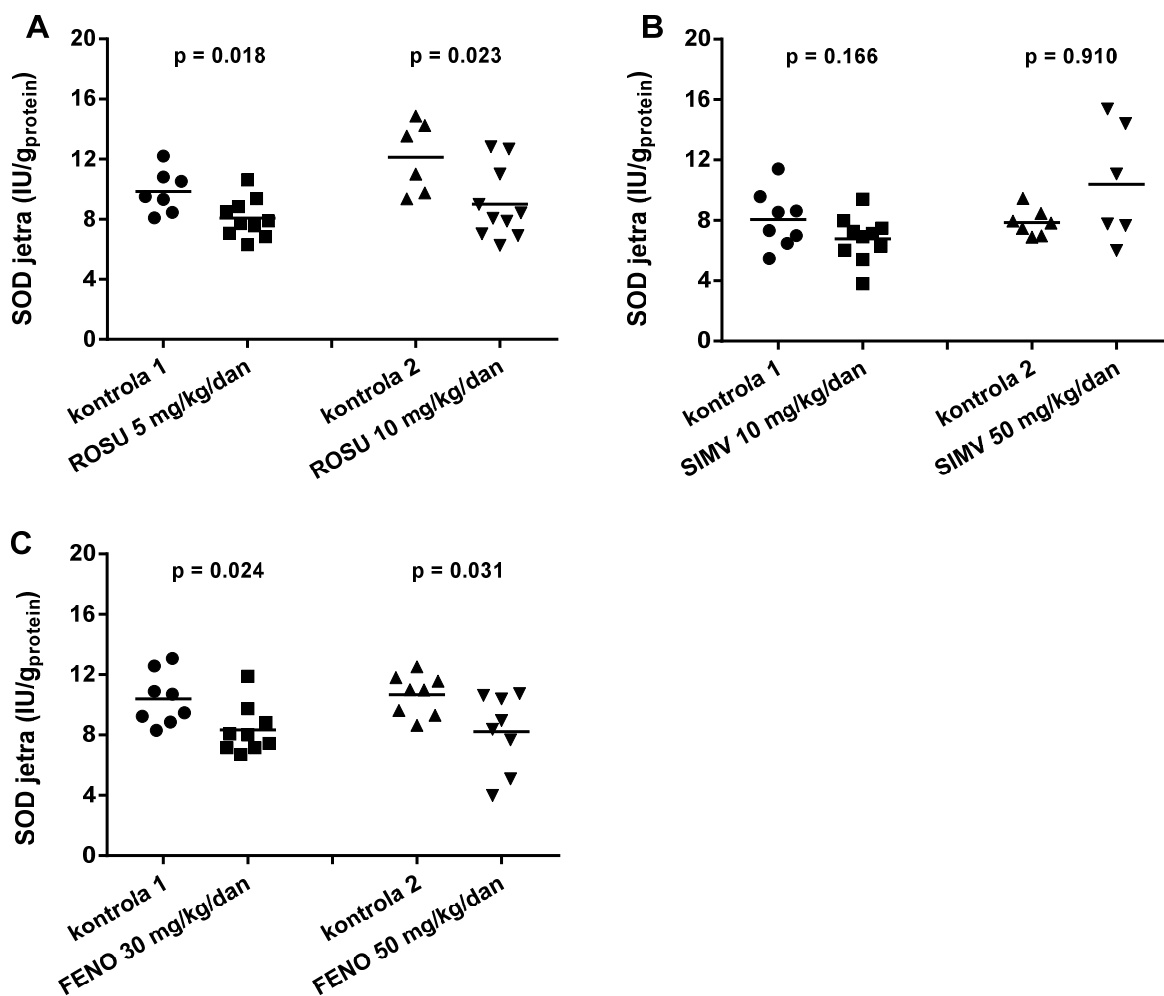 A
SOD jetra (IU/gprotein)
20
16
12
8
4
0
p = 0.018
p = 0.023
kontrola 1
ROSU 5 mg/kg/dan
kontrola 2
ROSU 10 mg/kg/dan
B
SOD jetra (IU/gprotein)
20
16
12
8
4
0
p = 0.166
p = 0.910
kontrola 1
SIMV 10 mg/kg/dan
kontrola 2
SIMV 50 mg/kg/dan
C
SOD jetra (IU/gprotein)
20
16
12
8
4
0
p = 0.024
p = 0.031
kontrola 1
FENO 30 mg/kg/dan
kontrola 2
FENO 50 mg/kg/dan